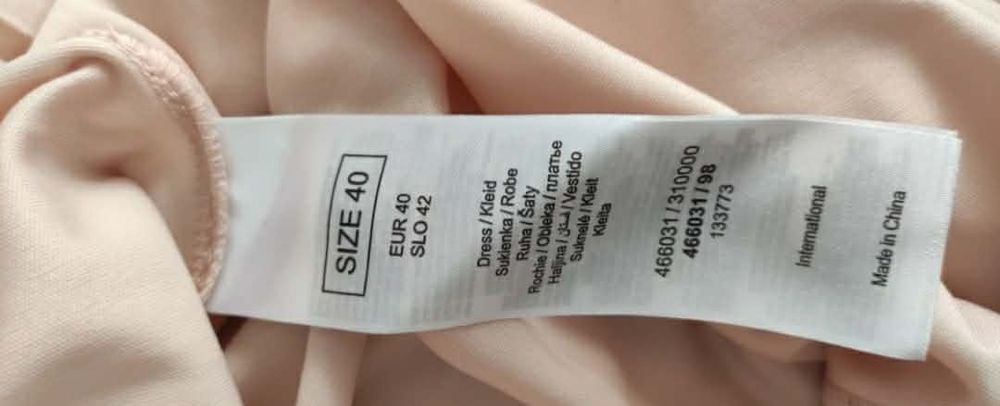 SIZE 40
EUR 40
SLO 42
Dress / Kleid
Sukienka / Robe
Ruha / Šaty
Rochie / Obleka / платье
Haljina / فستان / Vestido
Suknelė / Kleit
Kleita
466031 / 310000
466031 / 98
133773
International
Made in China